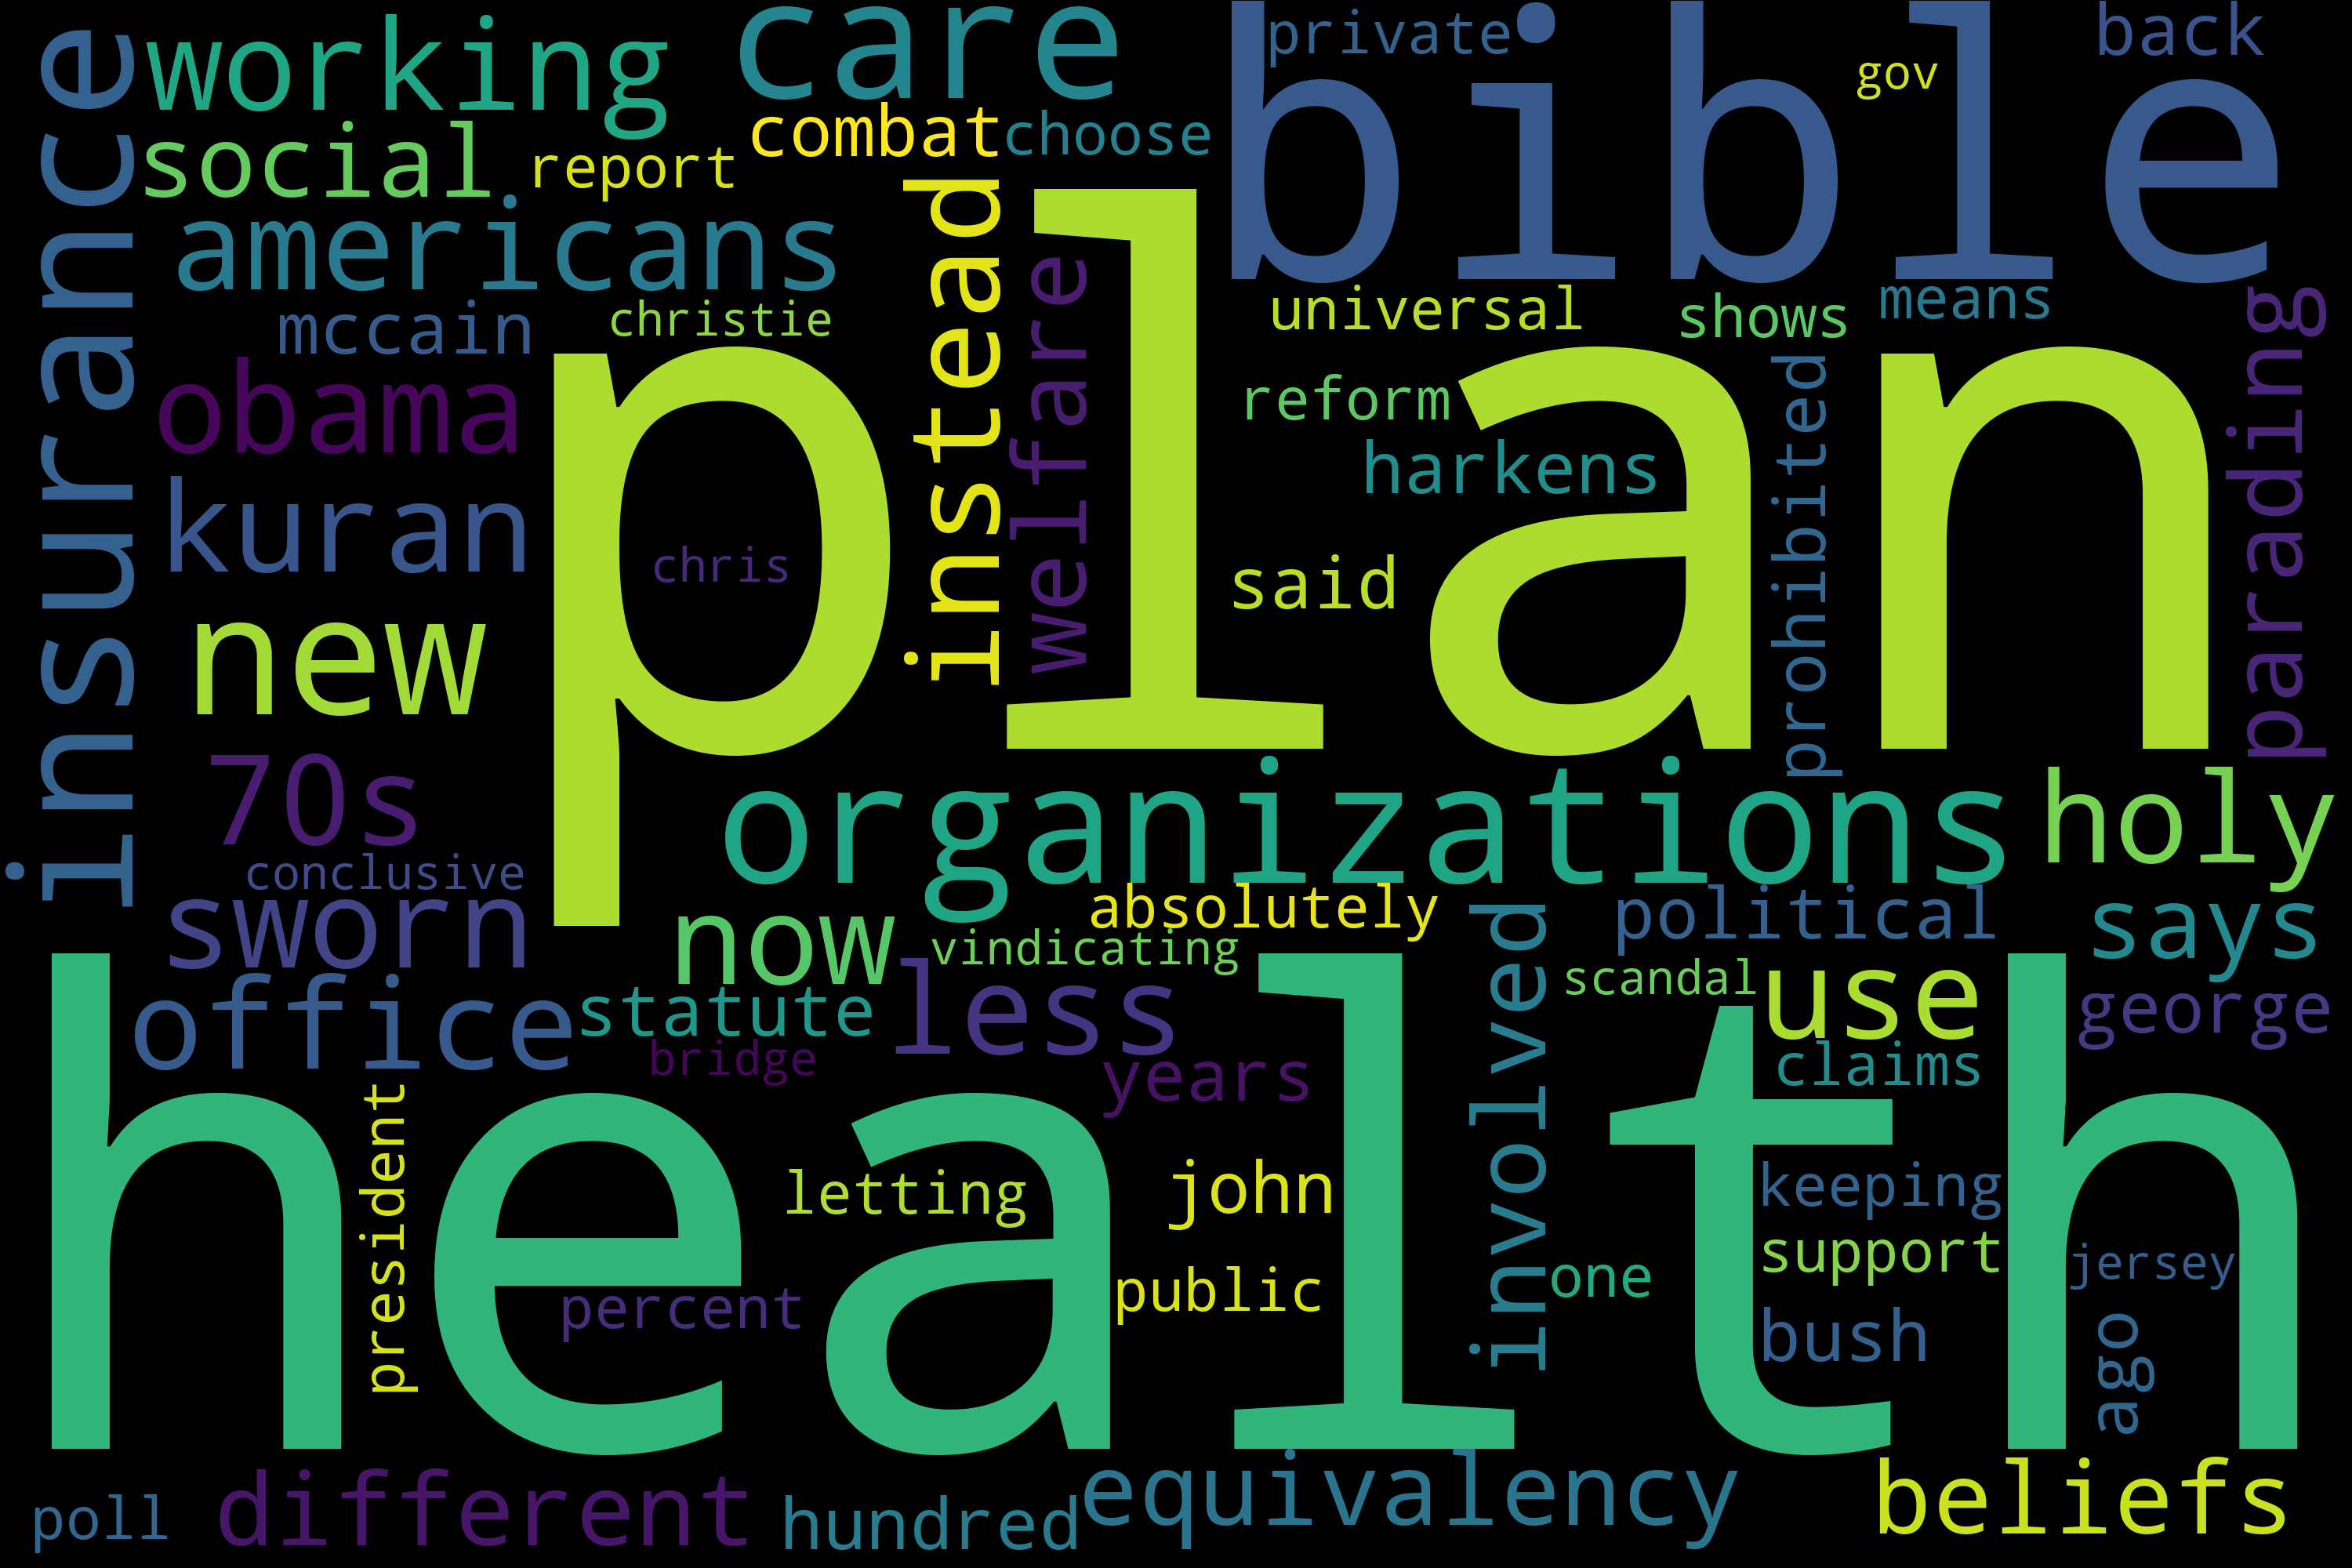 insurance
working
care
bible
private
back
gov
social
report
combat
choose
americans
instead
welfare
universal
shows
means
mccain
christie
obama
plan
reform
prohibited
parading
harkens
kuran
chris
said
new
70s
organizations
holy
conclusive
sworn
now
absolutely
vindicating
involved
political
says
office
statute
less
scandal
use
george
bridge
years
claims
health
president
letting
john
keeping
percent
public
one
support
jersey
bush
ago
poll
different
hundred
equivalency
beliefs